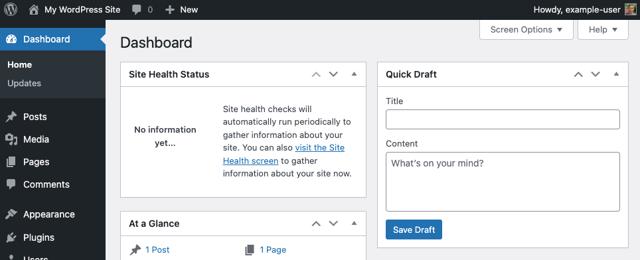 My WordPress Site 0 New Howdy, example-user
Dashboard
Home
Updates
Posts
Media
Pages
Comments
Appearance
Plugins
Users
Screen Options Help
Dashboard
Site Health Status
No information
yet...
Site health checks will
automatically run periodically to
gather information about your
site. You can also visit the Site
Health screen to gather
information about your site now.
At a Glance
1 Post 1 Page
Quick Draft
Title
Content
What's on your mind?
Save Draft